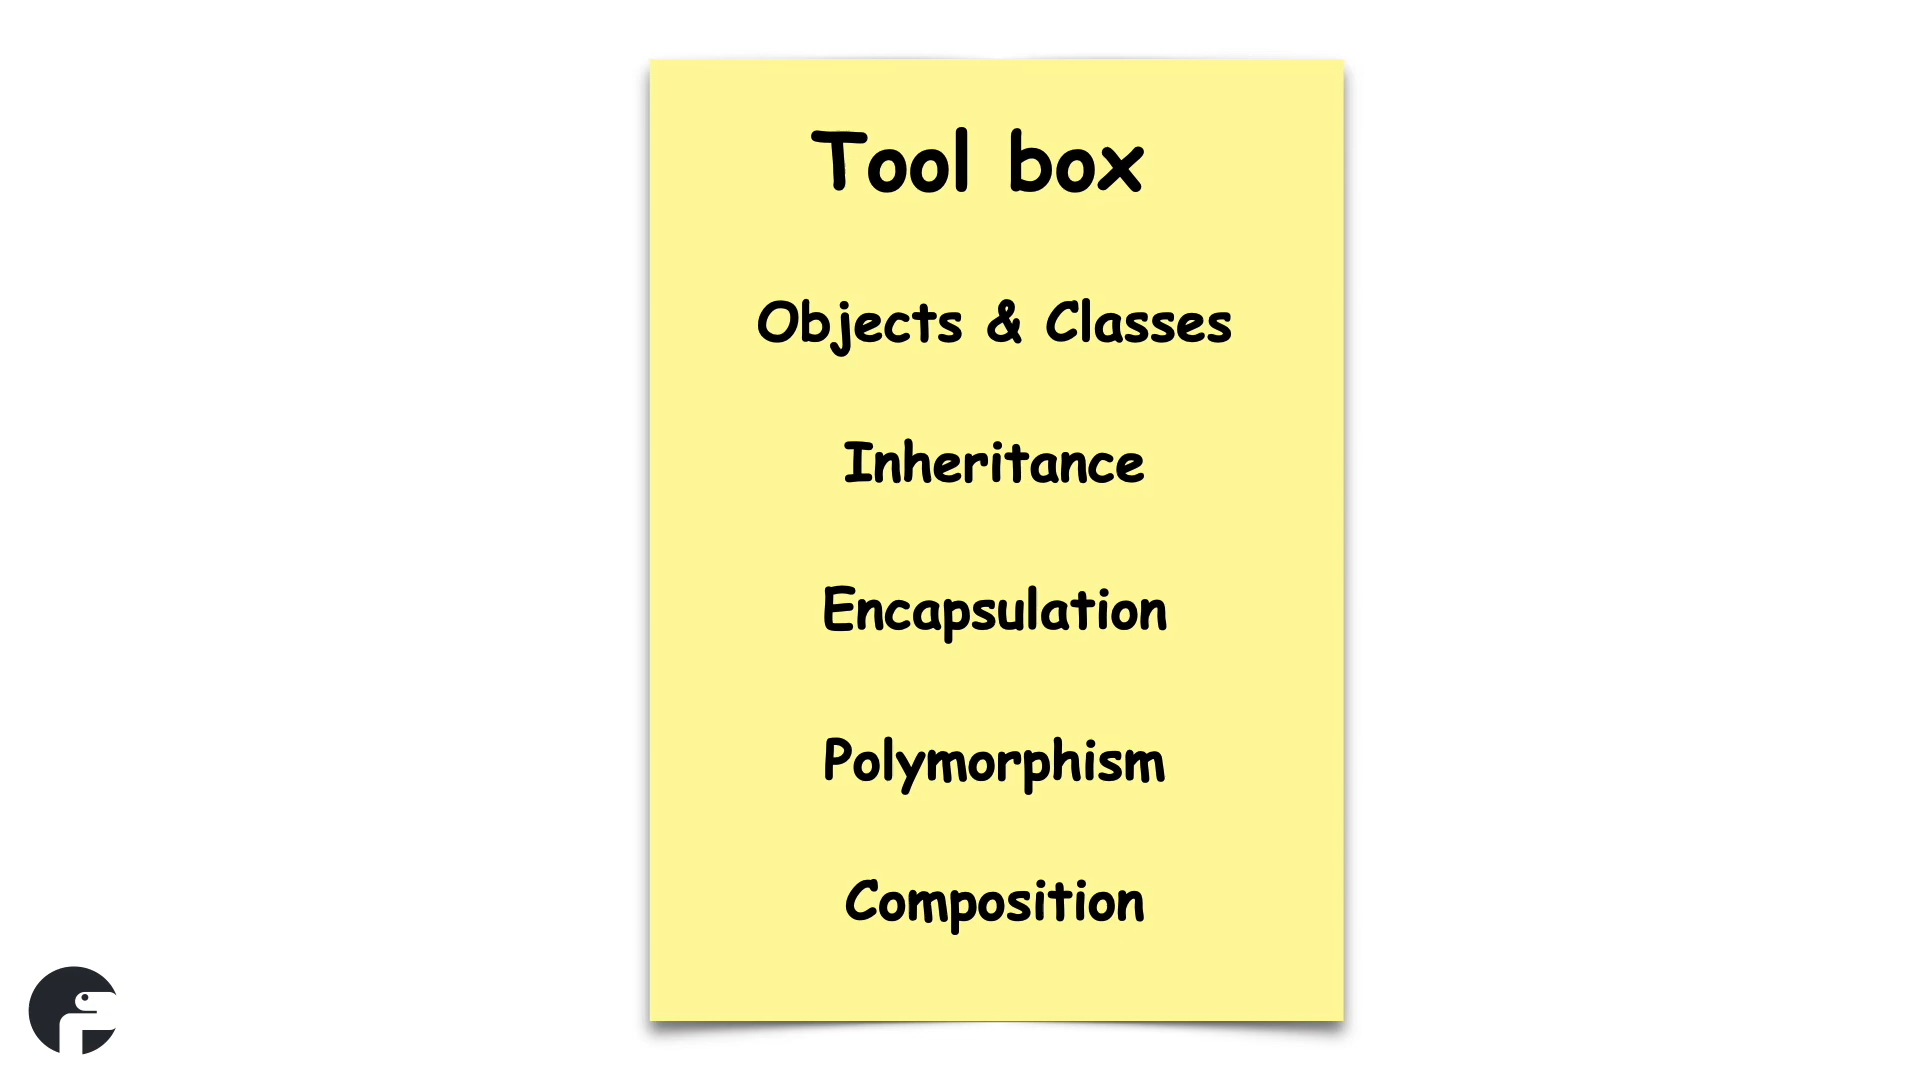 Tool box
Objects & Classes
Inheritance
Encapsulation
Polymorphism
Composition